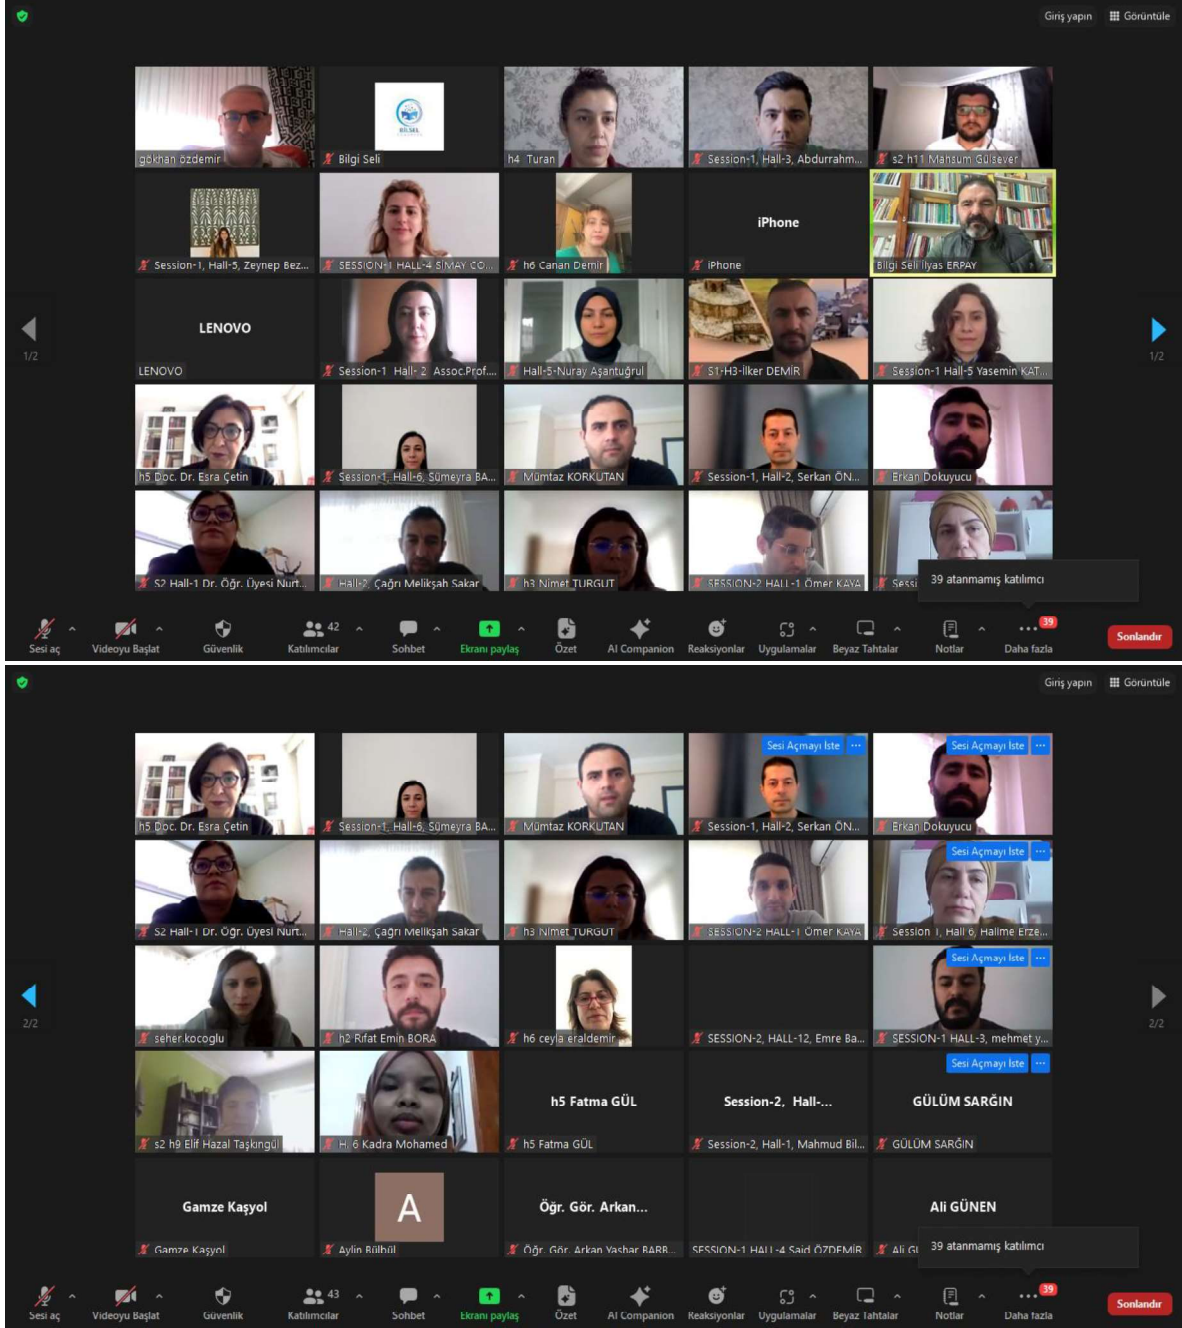 Giriş yapın Görüntüle
gökhan özdemir
BİLSEL
Bilgi Seli
h4 Turan
Session-1, Hall-3, Abdurrahm...
s2 h11 Mahsum Gülsever
Session-1, Hall-5, Zeynep Bez...
SESSION-1 HALL-4 SİMAY CO...
h6 Canan Demir
iPhone
iPhone
Bilgi Seli İlyas ERPAY
LENOVO
LENOVO
Session-1 Hall- 2 Assoc.Prof....
Hall-5-Nuray Aşantuğrul
S1-H3-İlker DEMİR
Session-1 Hall-5 Yasemin KAT...
1/2
1/2
h5 Doc. Dr. Esra Çetin
Session-1, Hall-6, Sümeyra BA...
Mümtaz KORKUTAN
Session-1, Hall-2, Serkan ÖN...
Erkan Dokuyucu
S2 Hall-1 Dr. Öğr. Üyesi Nurt...
Hall-2, Çağrı Melikşah Sakar
h3 Nimet TURGUT
SESSION-2 HALL-1 Ömer KAYA
Sessi
39 atanmamış katılımcı
42
39
Sesi aç Videoyu Başlat Güvenlik Katılımcılar Sohbet Ekranı paylaş Özet AI Companion Reaksiyonlar Uygulamalar Beyaz Tahtalar Notlar Daha fazla Sonlandır
Giriş yapın Görüntüle
Sesi Açmayı İste ...
Sesi Açmayı İste ...
h5 Doc. Dr. Esra Çetin
Session-1, Hall-6, Sümeyra BA...
Mümtaz KORKUTAN
Session-1, Hall-2, Serkan ÖN...
Erkan Dokuyucu
Sesi Açmayı İste ...
S2 Hall-1 Dr. Öğr. Üyesi Nurt...
Hall-2, Çağrı Melikşah Sakar
h3 Nimet TURGUT
SESSION-2 HALL-1 Ömer KAYA
Session 1, Hall 6, Halime Erze...
Sesi Açmayı İste ...
seher.kocoglu
h2 Rıfat Emin BORA
h6 ceyla eraldemir
SESSION-2, HALL-12, Emre Ba...
SESSION-1 HALL-3, mehmet y...
2/2
2/2
Sesi Açmayı İste ...
s2 h9 Elif Hazal Taşkıngül
H. 6 Kadra Mohamed
h5 Fatma GÜL
h5 Fatma GÜL
Session-2, Hall-...
Session-2, Hall-1, Mahmud Bil...
GÜLÜM SARĞIN
GÜLÜM SARĞIN
Gamze Kaşyol
Gamze Kaşyol
A
Aylin Bülbül
Öğr. Gör. Arkan...
Öğr. Gör. Arkan Yashar BARB...
SESSION-1 HALL-4 Said ÖZDEMİR
Ali GÜNEN
Ali G
39 atanmamış katılımcı
43
39
Sesi aç Videoyu Başlat Güvenlik Katılımcılar Sohbet Ekranı paylaş Özet AI Companion Reaksiyonlar Uygulamalar Beyaz Tahtalar Notlar Daha fazla Sonlandır